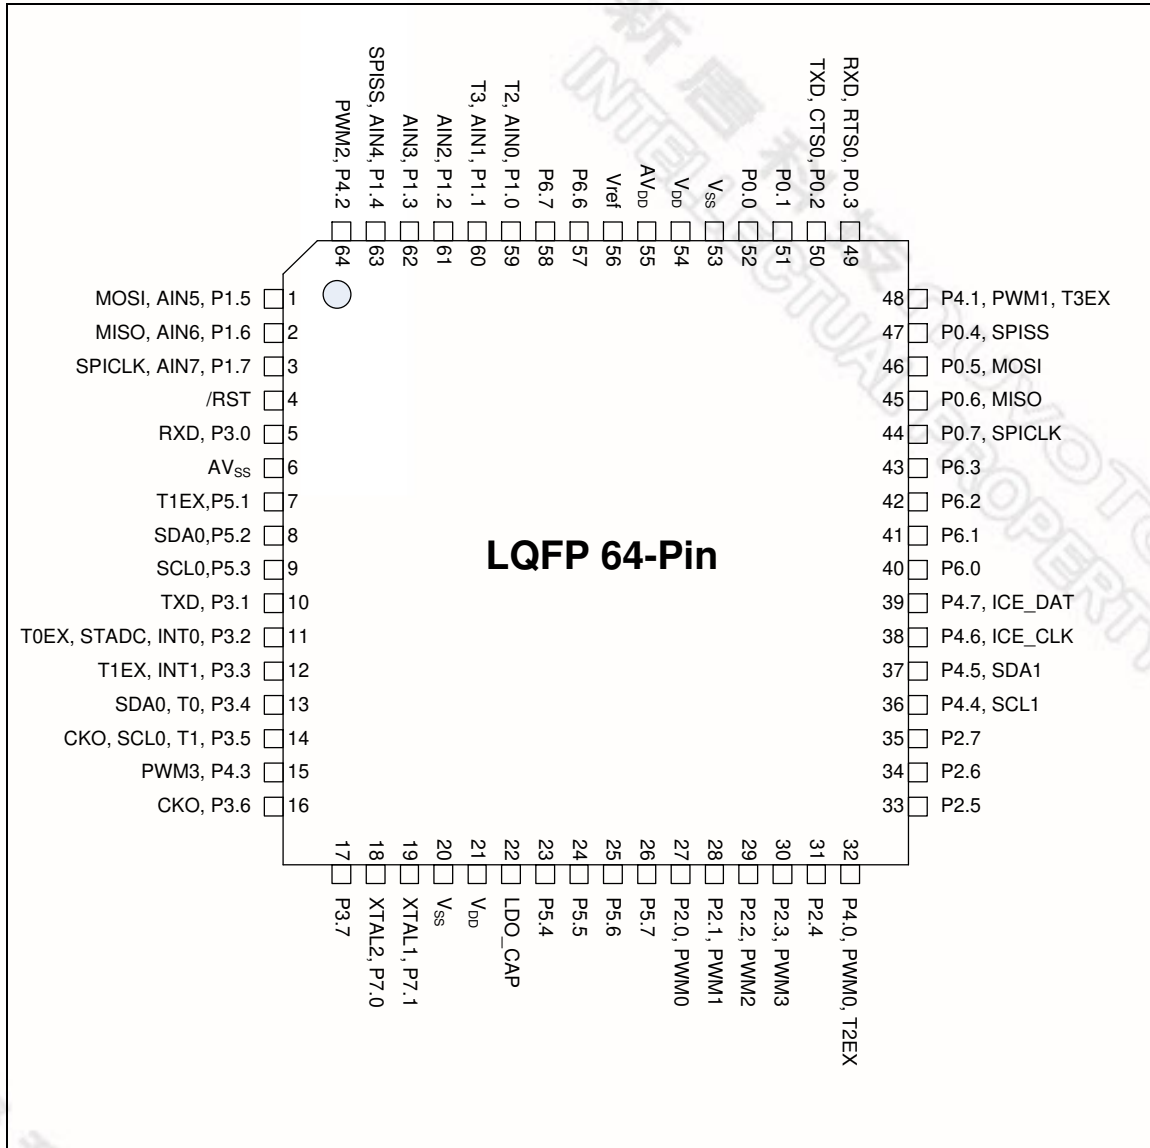 PWM2, P4.2
SPISS, AIN4, P1.4
AIN3, P1.3
AIN2, P1.2
T3, AIN1, P1.1
T2, AIN0, P1.0
P6.7
P6.6
Vref
AVDD
VDD
VSS
P0.0
P0.1
TXD, CTS0, P0.2
RXD, RTS0, P0.3
64
63
62
61
60
59
58
57
56
55
54
53
52
51
50
49
MOSI, AIN5, P1.5 1
MISO, AIN6, P1.6 2
SPICLK, AIN7, P1.7 3
/RST 4
RXD, P3.0 5
AVSS 6
T1EX,P5.1 7
SDA0,P5.2 8
SCL0,P5.3 9
TXD, P3.1 10
T0EX, STADC, INT0, P3.2 11
T1EX, INT1, P3.3 12
SDA0, T0, P3.4 13
CKO, SCL0, T1, P3.5 14
PWM3, P4.3 15
CKO, P3.6 16
LQFP 64-Pin
48 P4.1, PWM1, T3EX
47 P0.4, SPISS
46 P0.5, MOSI
45 P0.6, MISO
44 P0.7, SPICLK
43 P6.3
42 P6.2
41 P6.1
40 P6.0
39 P4.7, ICE_DAT
38 P4.6, ICE_CLK
37 P4.5, SDA1
36 P4.4, SCL1
35 P2.7
34 P2.6
33 P2.5
17
18
19
20
21
22
23
24
25
26
27
28
29
30
31
32
P3.7
XTAL2, P7.0
XTAL1, P7.1
VSS
VDD
LDO_CAP
P5.4
P5.5
P5.6
P5.7
P2.0, PWM0
P2.1, PWM1
P2.2, PWM2
P2.3, PWM3
P2.4
P4.0, PWM0, T2EX
新唐科技 NUVOTO
INTELLECTUAL PROPERTY